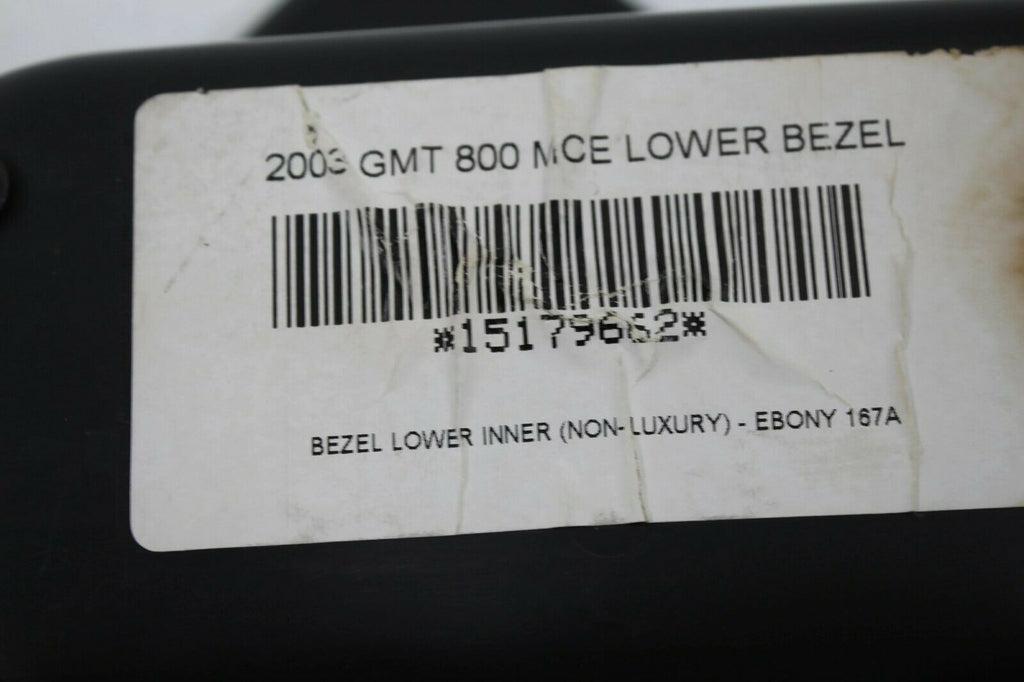 2003 GMT 800 MCE LOWER BEZEL
*15179662*
BEZEL LOWER INNER (NON-LUXURY) - EBONY 167A